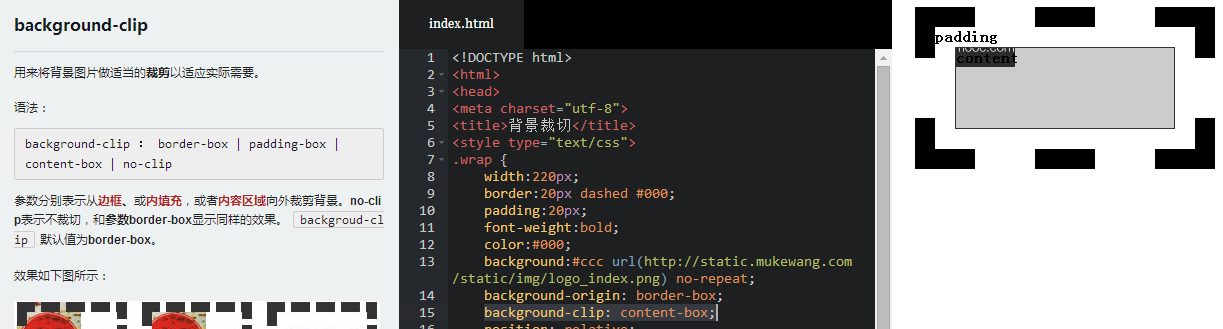 background-clip
用来将背景图片做适当的裁剪以适应实际需要。
语法：
background-clip ： border-box | padding-box |
content-box | no-clip
参数分别表示从边框、或内填充，或者内容区域向外裁剪背景。no-cli
p表示不裁切，和参数border-box显示同样的效果。 backgroud-cl
ip 默认值为border-box。
效果如下图所示：
index.html
1 <!DOCTYPE html>
2 <html>
3 <head>
4 <meta charset="utf-8">
5 <title>背景裁切</title>
6 <style type="text/css">
7 .wrap {
8 width:220px;
9 border:20px dashed #000;
10 padding:20px;
11 font-weight:bold;
12 color:#000;
13 background:#ccc url(http://static.mukewang.com
/static/img/logo_index.png) no-repeat;
14 background-origin: border-box;
15 background-clip: content-box;
16 position: relative;
padding
content